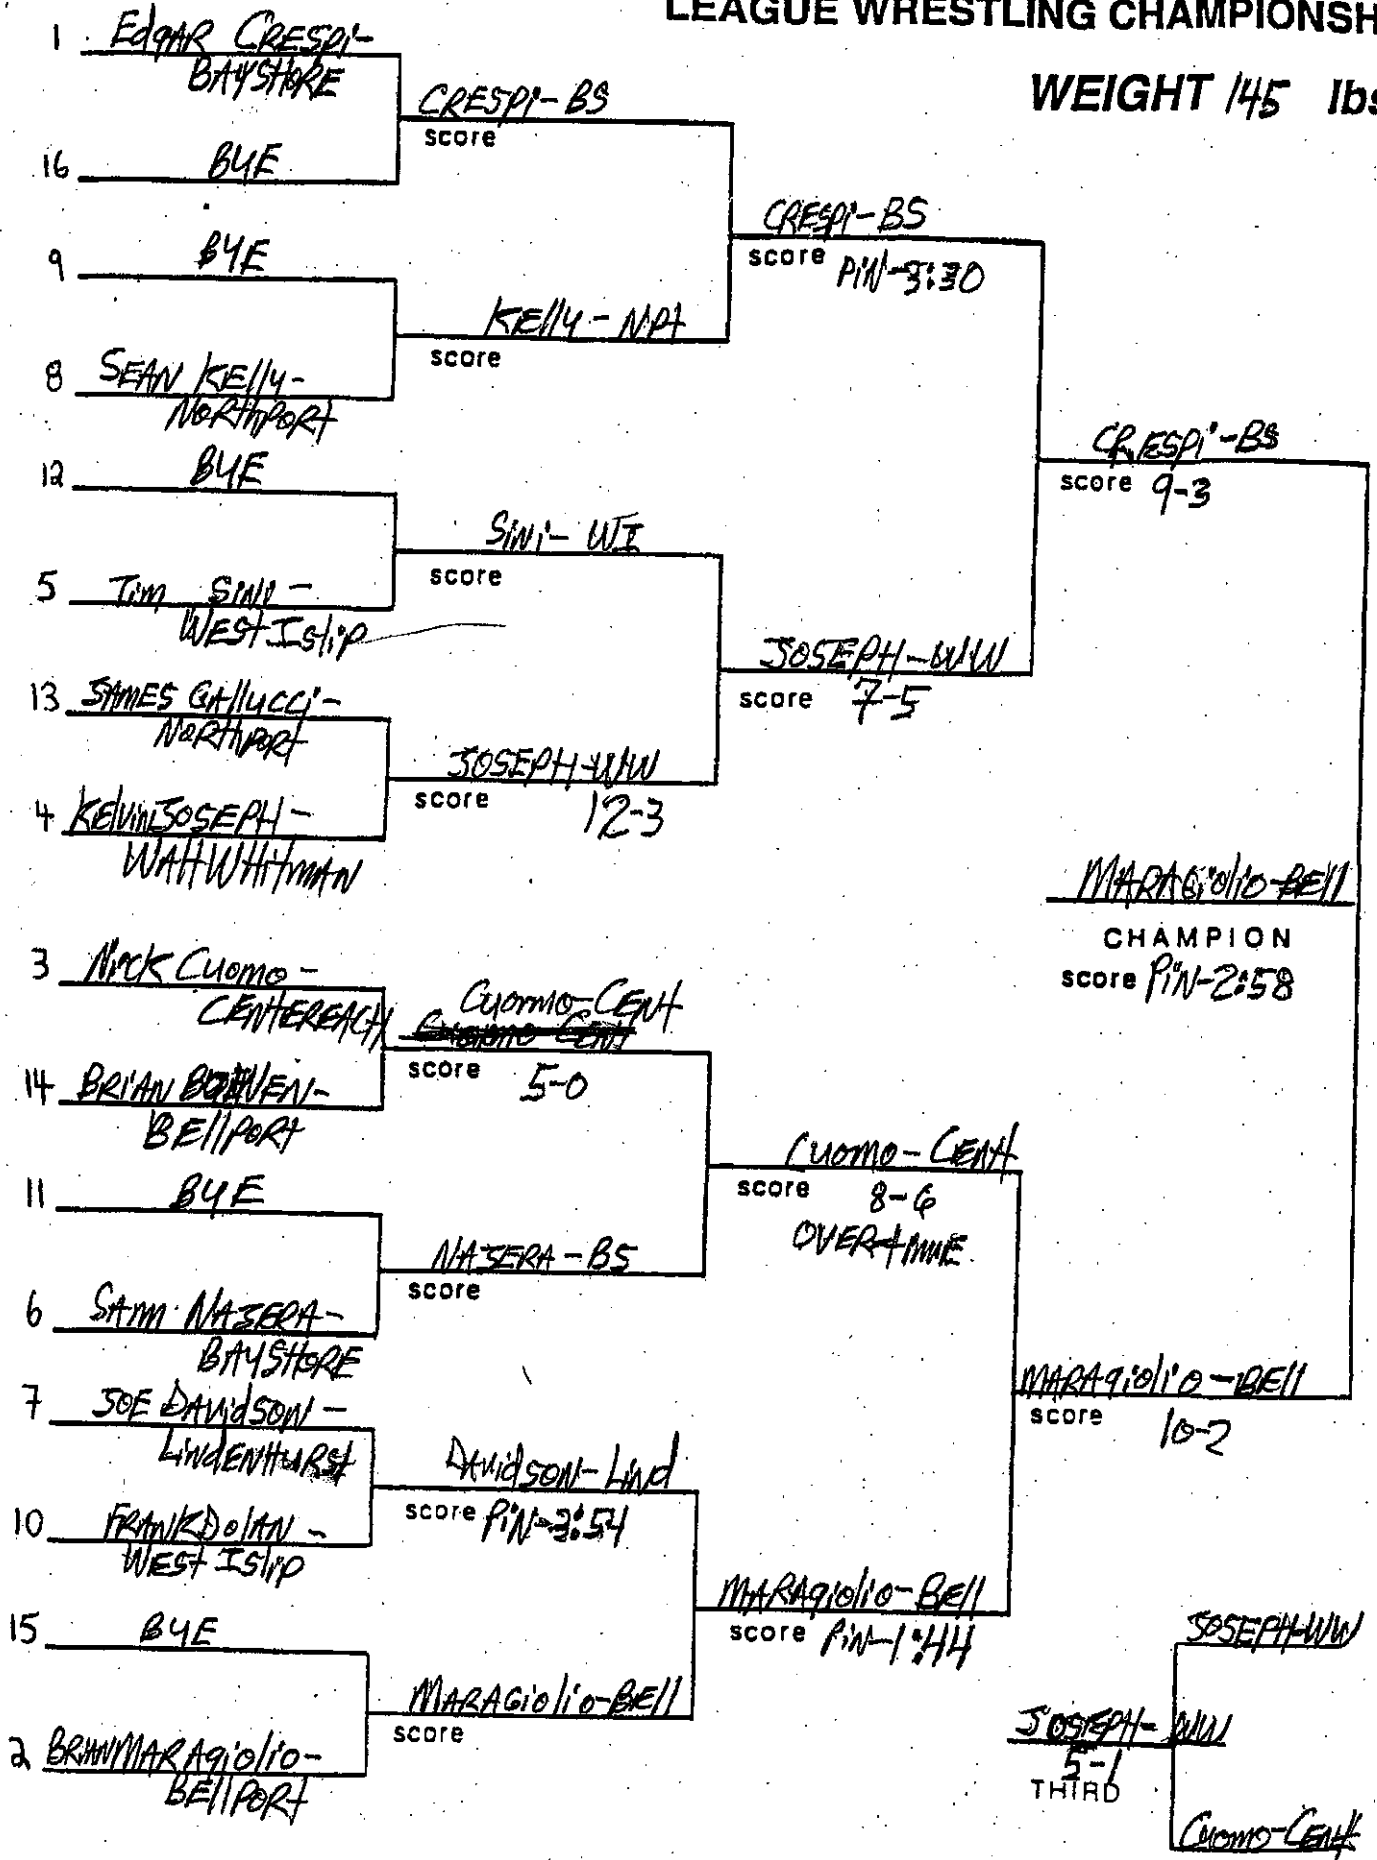 LEAGUE WRESTLING CHAMPIONSH
WEIGHT 145 lbs
1 EdgAR CRESPi-
BAYSHORE
CRESPi-BS
score
16 BYE
CRESPi-BS
score PiN-3:30
9 BYE
KElly-NPt
score
8 SEAN KElly-
NORthPORt
CRESPi-BS
score 9-3
12 BYE
SiNi-WI
score
5 Tim SiNi-
WESt ISlip
JOSEPH-WW
score 7-5
13 JAMES GAllUCCi-
NORthPORt
JOSEPH-WW
score 12-3
4 KElviN JOSEPH-
WAltWHitmAN
MARAGiolio-BEll
CHAMPION
score PiN-2:58
3 NiCK CUomo-
CENtEREACH
CUommo-CENt
score 5-0
14 BRiAN
BEllPORt
CUomo-CENt
score 8-6
OVERtimE
11 BYE
NAJERA-BS
score
6 SAm NAJERA-
BAYSHORE
MARAgiolio-BEll
score 10-2
7 JOE DAVidSON-
LiNdENHURSt
DAVidSON-LiNd
score PiN-3:54
10 FRANK DolAN-
WESt ISliP
MARAgiolio-BEll
score PiN-1:44
15 BYE
MARAGiolio-BEll
score
2 BRiAN MARAgiolio-
BEllPORt
JOSEPH-WW
JOSEPH-WW
5-1
THIRD
CUomo-CENt